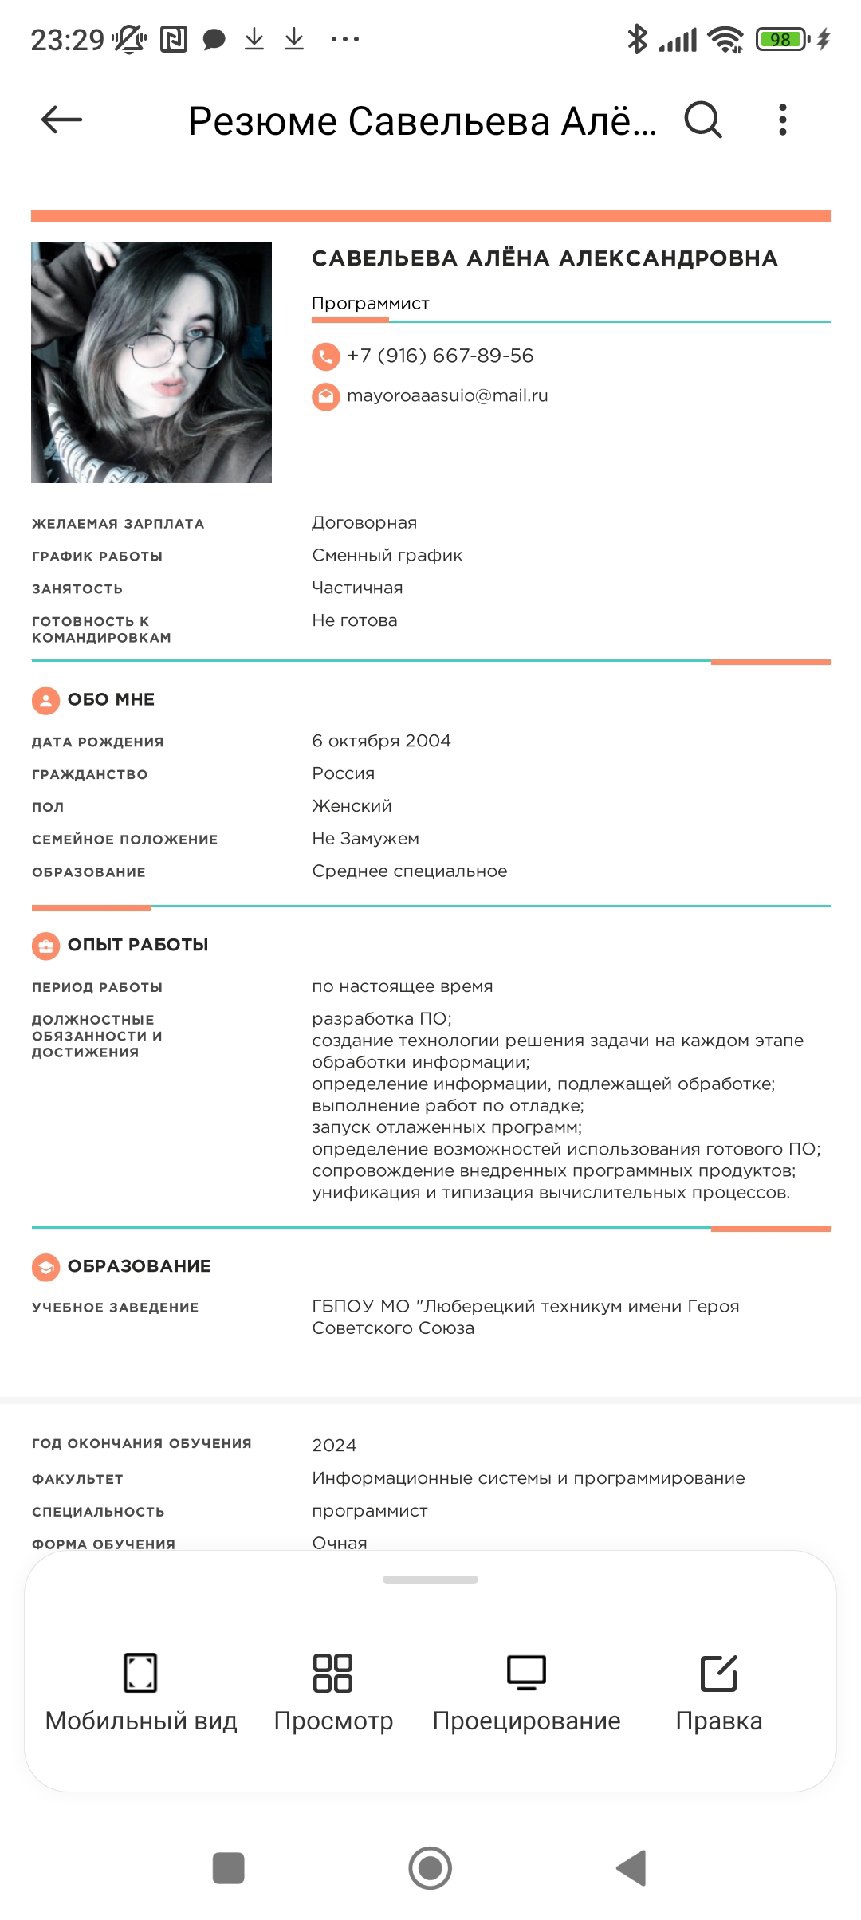 23:29
98
Резюме Савельева Алё...
САВЕЛЬЕВА АЛЁНА АЛЕКСАНДРОВНА
Программист
+7 (916) 667-89-56
mayoroaaasuio@mail.ru
ЖЕЛАЕМАЯ ЗАРПЛАТА Договорная
ГРАФИК РАБОТЫ Сменный график
ЗАНЯТОСТЬ Частичная
ГОТОВНОСТЬ К Не готова
КОМАНДИРОВКАМ
ОБО МНЕ
ДАТА РОЖДЕНИЯ 6 октября 2004
ГРАЖДАНСТВО Россия
ПОЛ Женский
СЕМЕЙНОЕ ПОЛОЖЕНИЕ Не Замужем
ОБРАЗОВАНИЕ Среднее специальное
ОПЫТ РАБОТЫ
ПЕРИОД РАБОТЫ по настоящее время
ДОЛЖНОСТНЫЕ
ОБЯЗАННОСТИ И
ДОСТИЖЕНИЯ
разработка ПО;
создание технологии решения задачи на каждом этапе
обработки информации;
определение информации, подлежащей обработке;
выполнение работ по отладке;
запуск отлаженных программ;
определение возможностей использования готового ПО;
сопровождение внедренных программных продуктов;
унификация и типизация вычислительных процессов.
ОБРАЗОВАНИЕ
УЧЕБНОЕ ЗАВЕДЕНИЕ ГБПОУ МО "Люберецкий техникум имени Героя
Советского Союза
ГОД ОКОНЧАНИЯ ОБУЧЕНИЯ 2024
ФАКУЛЬТЕТ Информационные системы и программирование
СПЕЦИАЛЬНОСТЬ программист
ФОРМА ОБУЧЕНИЯ Очная
Мобильный вид Просмотр Проецирование Правка